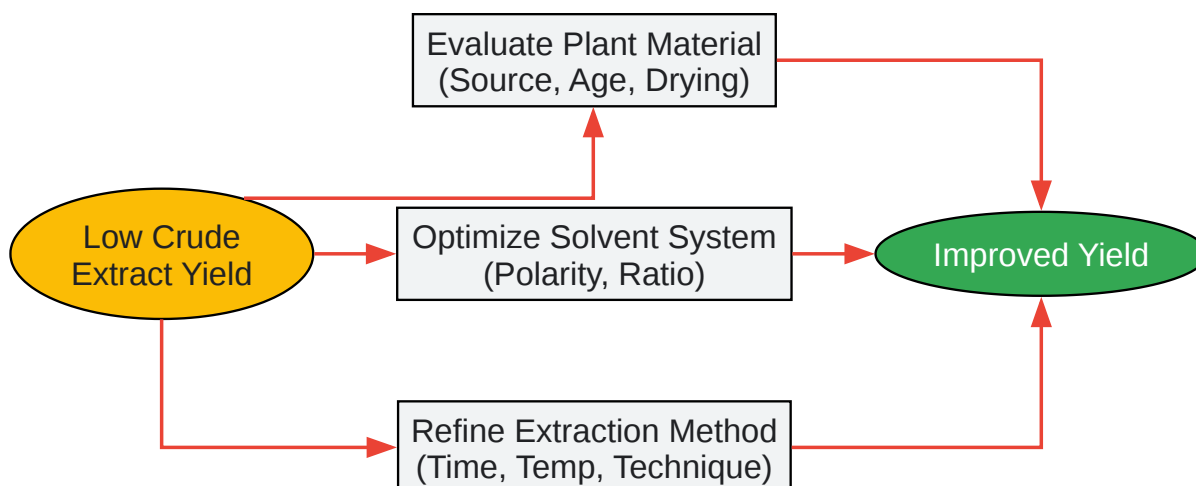 Evaluate Plant Material
(Source, Age, Drying)
Low Crude
Extract Yield
Optimize Solvent System
(Polarity, Ratio)
Improved Yield
Refine Extraction Method
(Time, Temp, Technique)